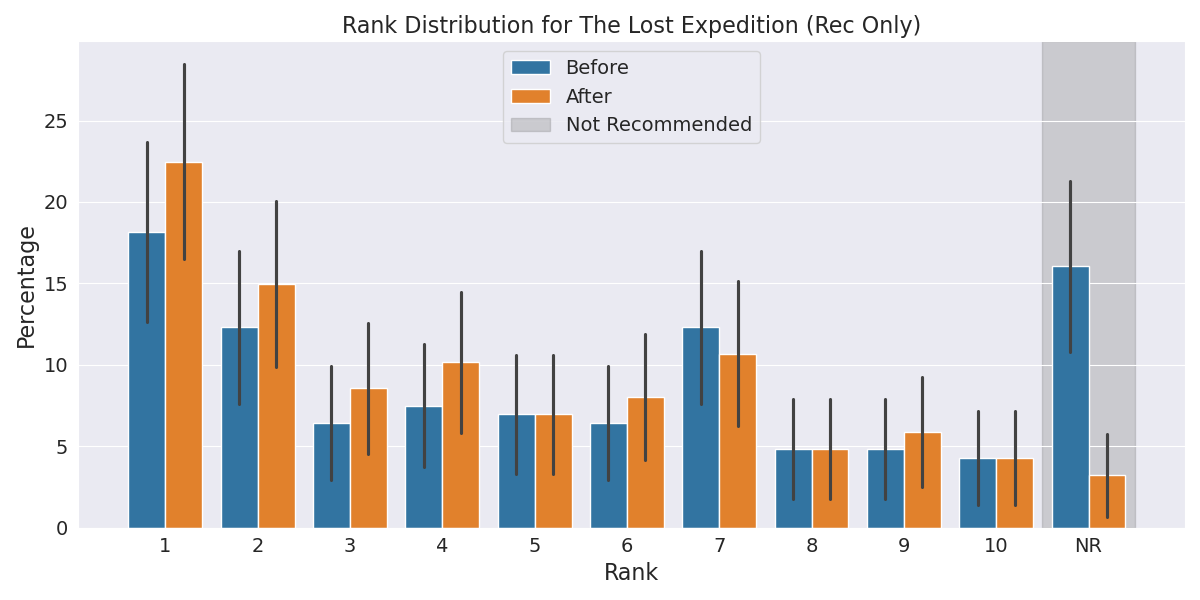 Rank Distribution for The Lost Expedition (Rec Only)
Before
After
Not Recommended
Percentage
25
20
15
10
5
0
1 2 3 4 5 6 7 8 9 10 NR
Rank